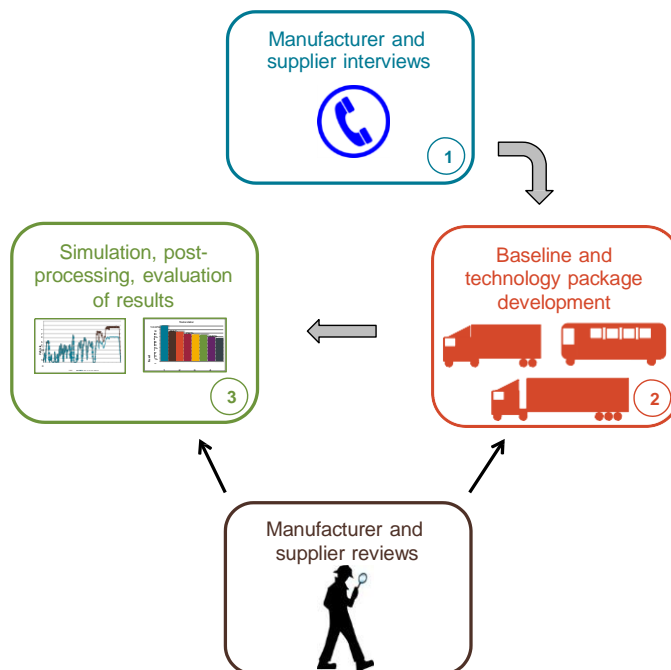 Manufacturer and
supplier interviews
1
Simulation, post-
processing, evaluation
of results
3
Baseline and
technology package
development
2
Manufacturer and
supplier reviews